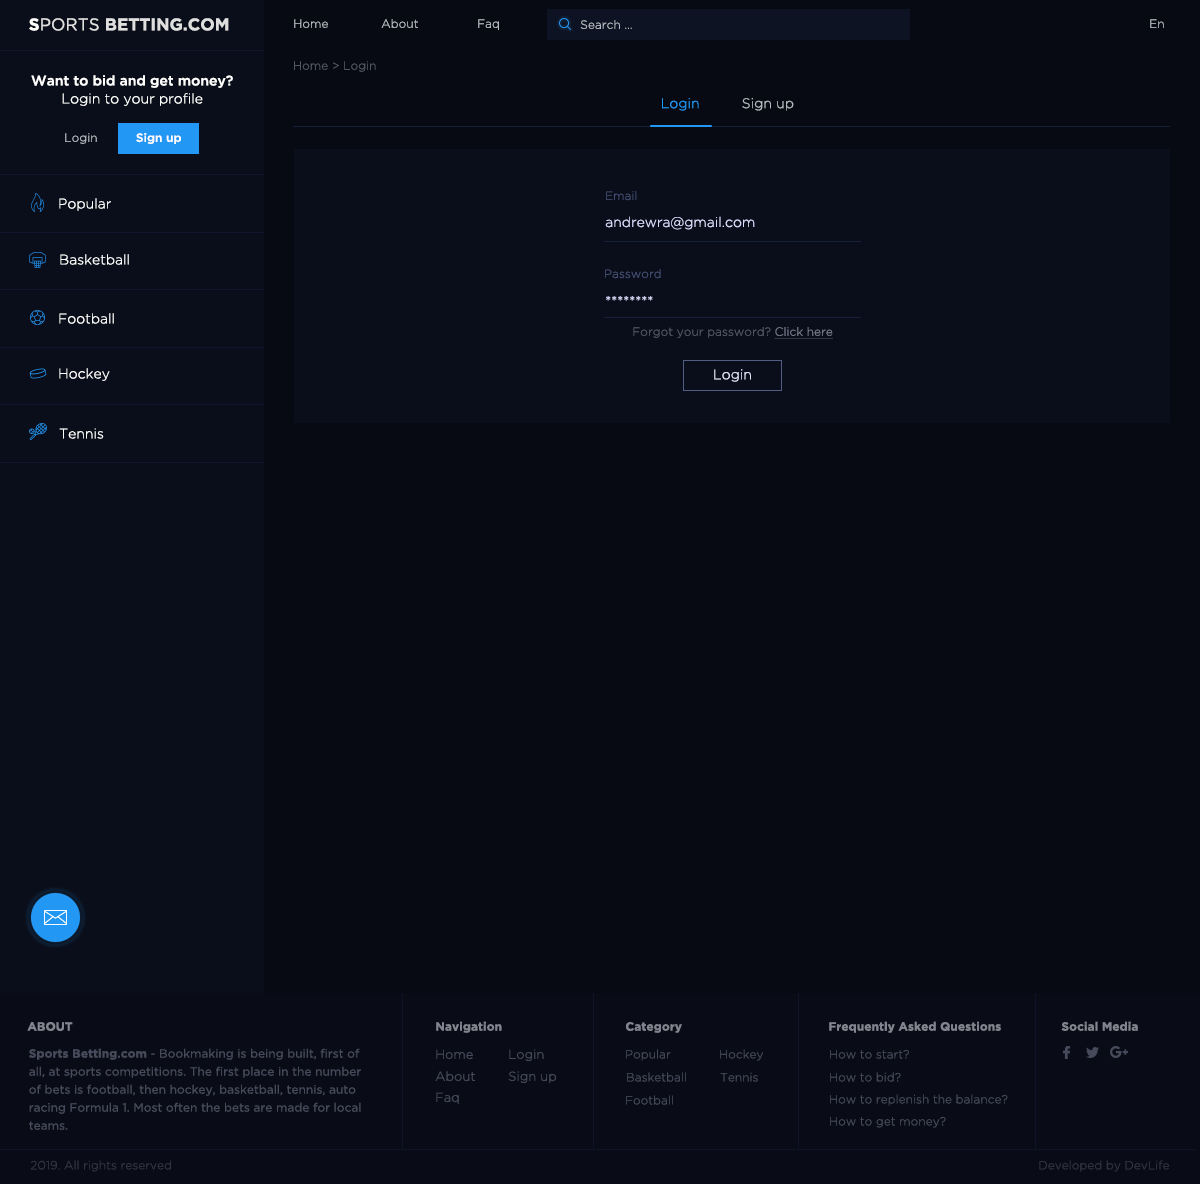 SPORTS BETTING.COM
Home
About
Faq
Search ...
En
Want to bid and get money?
Login to your profile
Login
Sign up
Popular
Basketball
Football
Hockey
Tennis
Home > Login
Login
Sign up
Email
andrewra@gmail.com
Password
********
Forgot your password? Click here
Login
ABOUT
Sports Betting.com - Bookmaking is being built, first of
all, at sports competitions. The first place in the number
of bets is football, then hockey, basketball, tennis, auto
racing Formula 1. Most often the bets are made for local
teams.
Navigation
Home
Login
About
Sign up
Faq
Category
Popular
Hockey
Basketball
Tennis
Football
Frequently Asked Questions
How to start?
How to bid?
How to replenish the balance?
How to get money?
Social Media
2019. All rights reserved
Developed by DevLife